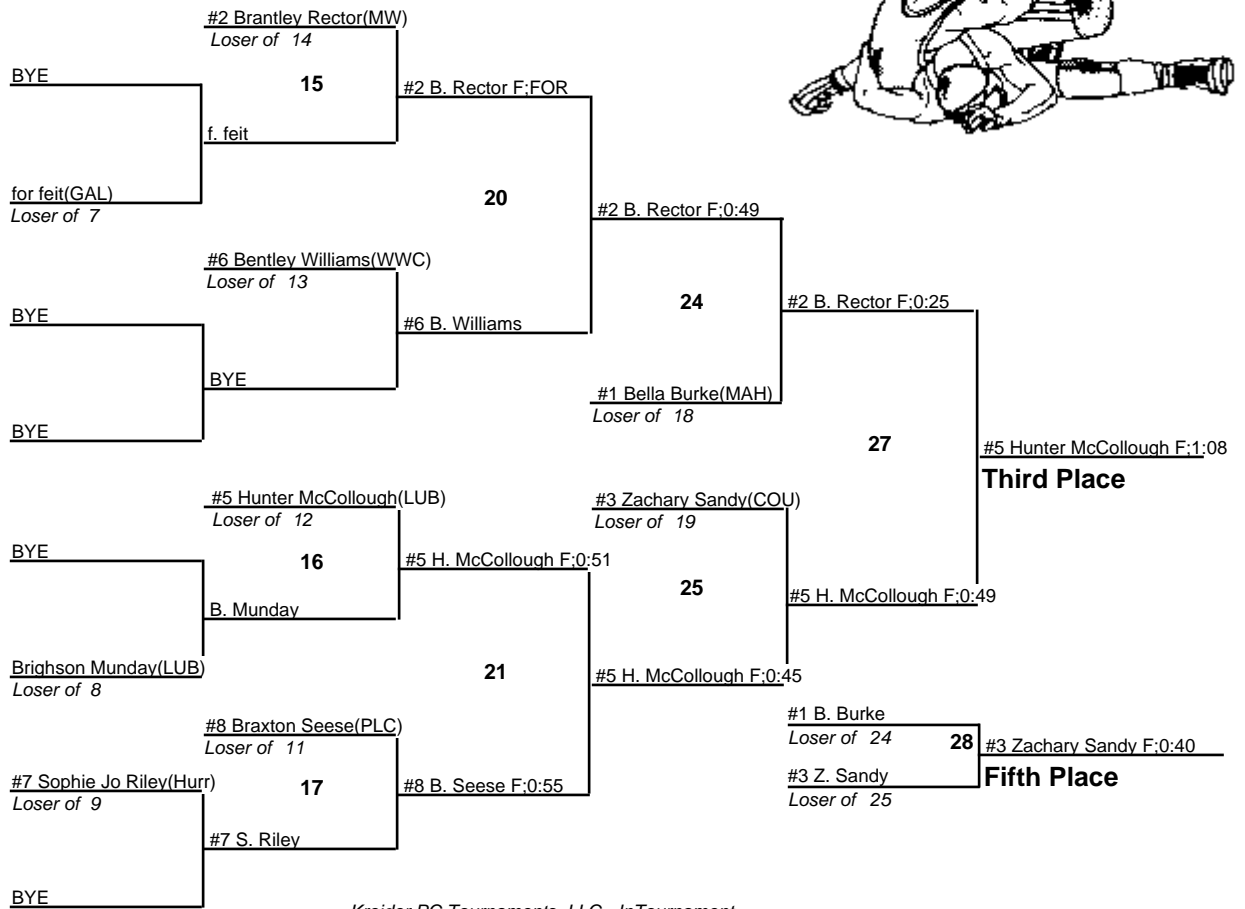 #2 Brantley Rector(MW)
Loser of 14
BYE
15
#2 B. Rector F;FOR
f. feit
for feit(GAL)
Loser of 7
20
#2 B. Rector F;0:49
#6 Bentley Williams(WWC)
Loser of 13
BYE
#6 B. Williams
24
#2 B. Rector F;0:25
BYE
#1 Bella Burke(MAH)
Loser of 18
BYE
27
#5 Hunter McCollough F;1:08
Third Place
#5 Hunter McCollough(LUB)
Loser of 12
#3 Zachary Sandy(COU)
Loser of 19
BYE
16
#5 H. McCollough F;0:51
25
#5 H. McCollough F;0:49
B. Munday
Brighson Munday(LUB)
Loser of 8
21
#5 H. McCollough F;0:45
#8 Braxton Seese(PLC)
Loser of 11
#1 B. Burke
Loser of 24
28
#3 Zachary Sandy F;0:40
Fifth Place
#7 Sophie Jo Riley(Hurr)
Loser of 9
17
#8 B. Seese F;0:55
#3 Z. Sandy
Loser of 25
#7 S. Riley
BYE